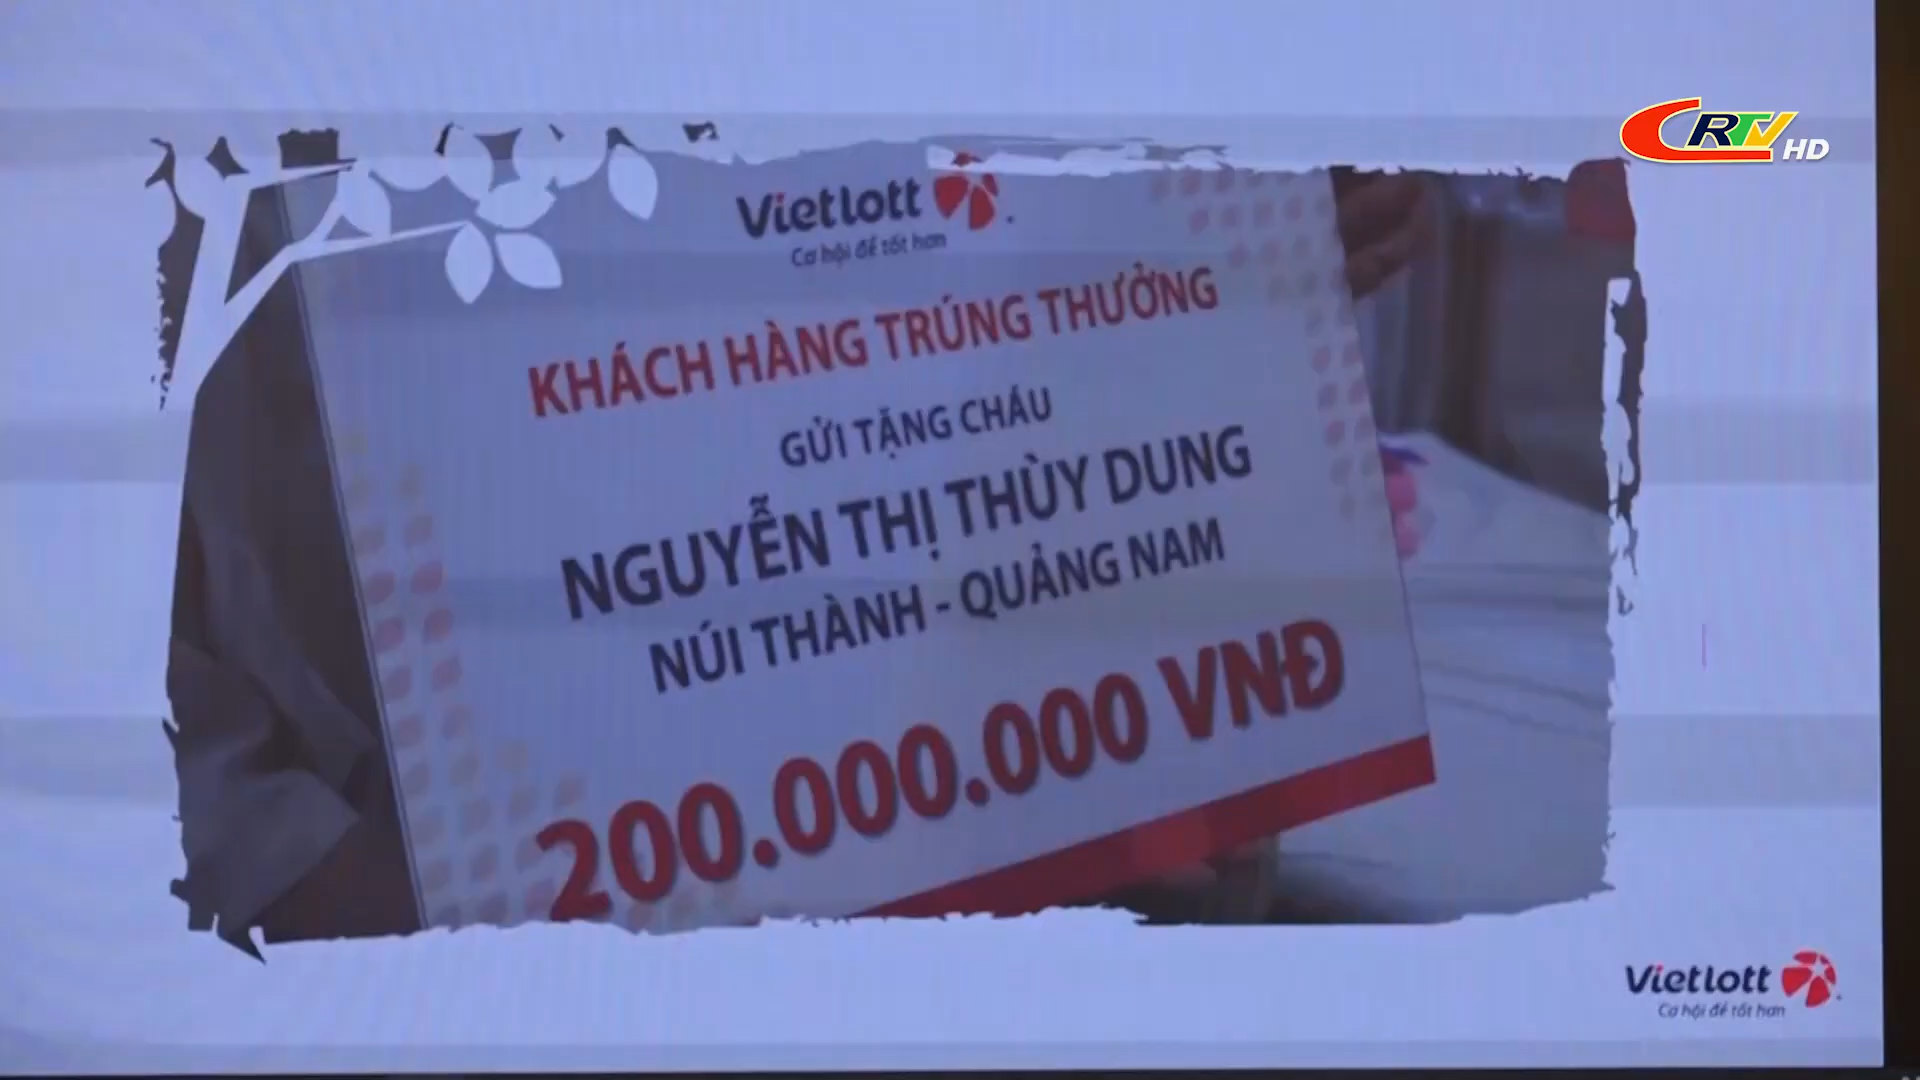 CRTV HD
Vietlott
Cơ hội để tốt hơn
KHÁCH HÀNG TRÚNG THƯỞNG
GỬI TẶNG CHÁU
NGUYỄN THỊ THÙY DUNG
NÚI THÀNH - QUẢNG NAM
200.000.000 VNĐ
Vietlott
Cơ hội để tốt hơn